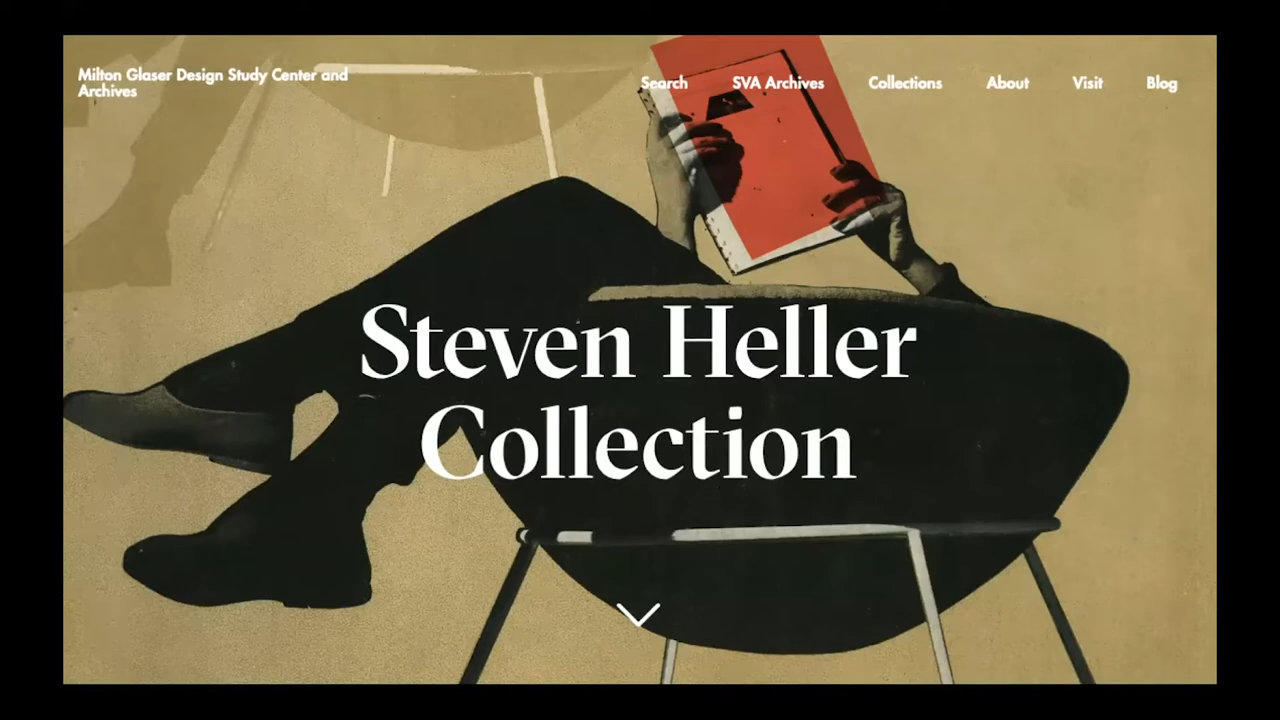 Milton Glaser Design Study Center and
Archives
Search
SVA Archives
Collections
About
Visit
Blog
Steven Heller
Collection